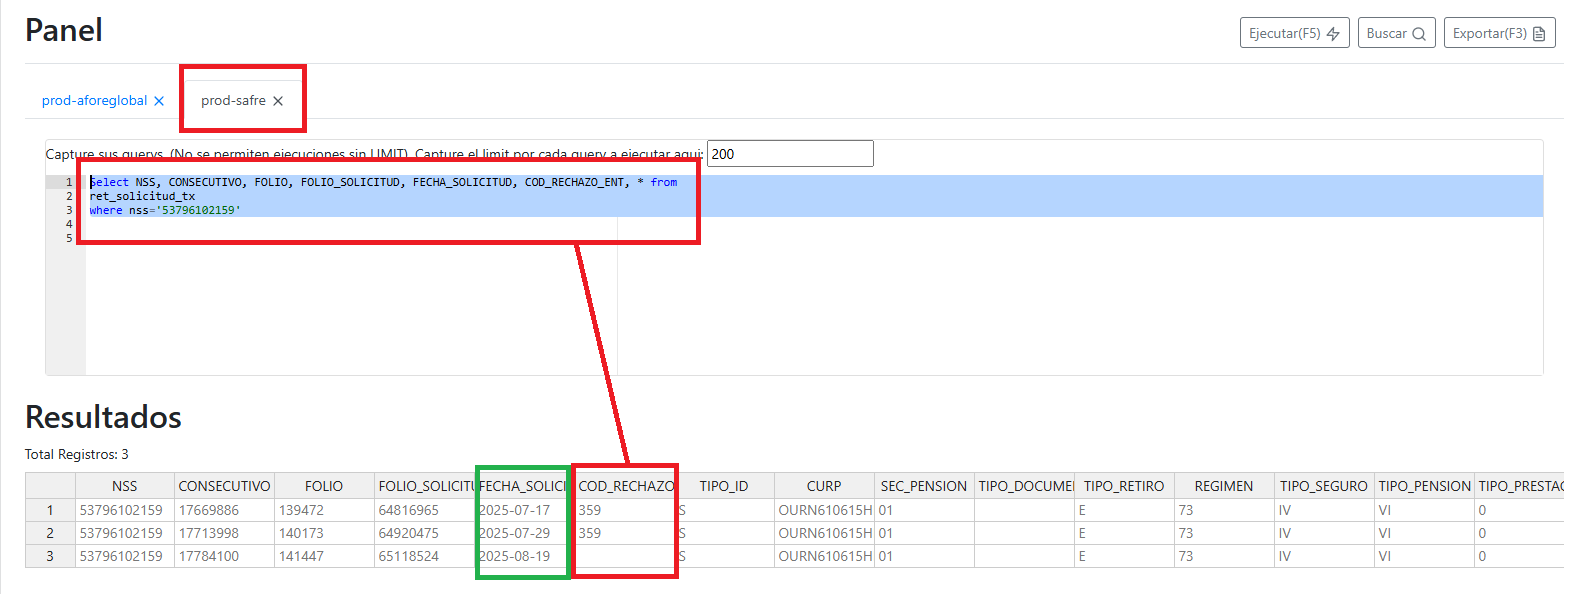 Panel
Ejecutar(F5) Buscar Exportar(F3)
prod-aforeglobal prod-safre
Capture sus querys. (No se permiten ejecuciones sin LIMIT). Capture el limit por cada query a ejecutar aqui: 200
1 Select NSS, CONSECUTIVO, FOLIO, FOLIO_SOLICITUD, FECHA_SOLICITUD, COD_RECHAZO_ENT, * from
2 ret_solicitud_tx
3 where nss='53796102159'
4
5
Resultados
Total Registros: 3
NSS CONSECUTIVO FOLIO FOLIO_SOLICITU FECHA_SOLICI COD_RECHAZO TIPO_ID CURP SEC_PENSION TIPO_DOCUME TIPO_RETIRO REGIMEN TIPO_SEGURO TIPO_PENSION TIPO_PRESTAC
1 53796102159 17669886 139472 64816965 2025-07-17 359 S OURN610615H 01 E 73 IV VI 0
2 53796102159 17713998 140173 64920475 2025-07-29 359 S OURN610615H 01 E 73 IV VI 0
3 53796102159 17784100 141447 65118524 2025-08-19 S OURN610615H 01 E 73 IV VI 0